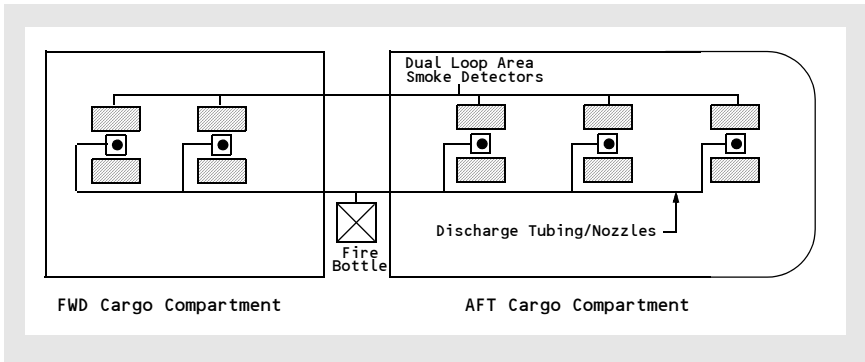 Dual Loop Area
Smoke Detectors
Discharge Tubing/Nozzles
Fire
Bottle
FWD Cargo Compartment
AFT Cargo Compartment